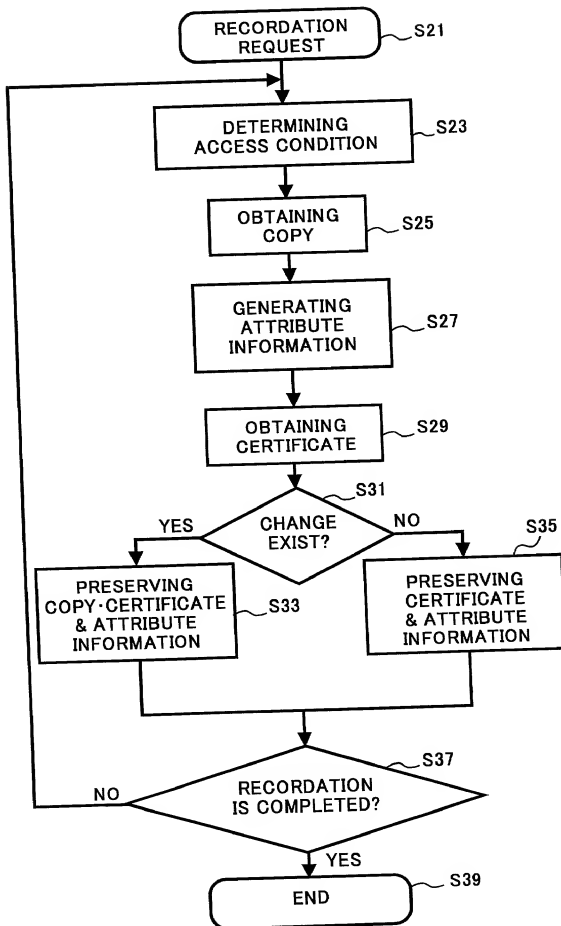 RECORDATION
REQUEST
S21
DETERMINING
ACCESS CONDITION
S23
OBTAINING
COPY
S25
GENERATING
ATTRIBUTE
INFORMATION
S27
OBTAINING
CERTIFICATE
S29
S31
CHANGE
EXIST?
YES
NO
PRESERVING
COPY·CERTIFICATE
& ATTRIBUTE
INFORMATION
S33
S35
PRESERVING
CERTIFICATE
& ATTRIBUTE
INFORMATION
S37
RECORDATION
IS COMPLETED?
NO
YES
END
S39